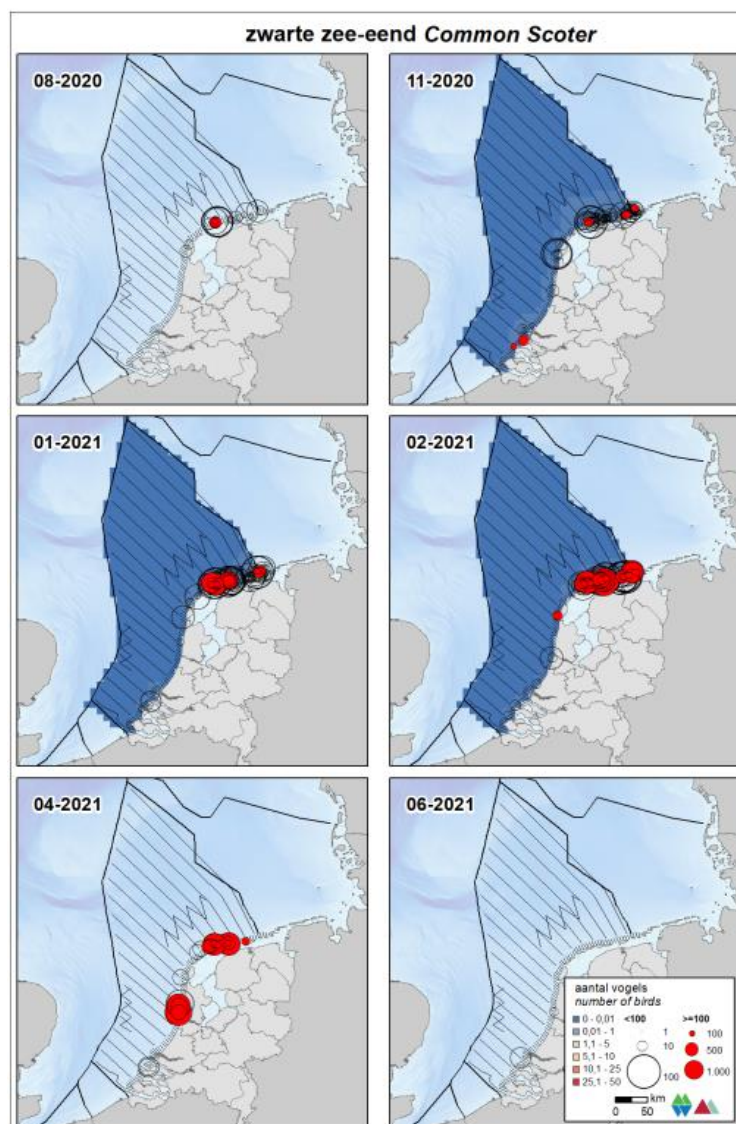 zwarte zee-eend Common Scoter
08-2020
11-2020
01-2021
02-2021
04-2021
06-2021
aantal vogels
number of birds
0 - 0,01
0,01 - 1
1,1 - 5
5,1 - 10
10,1 - 25
25,1 - 50
<100
1
10
100
>=100
100
500
1.000
km
0 50